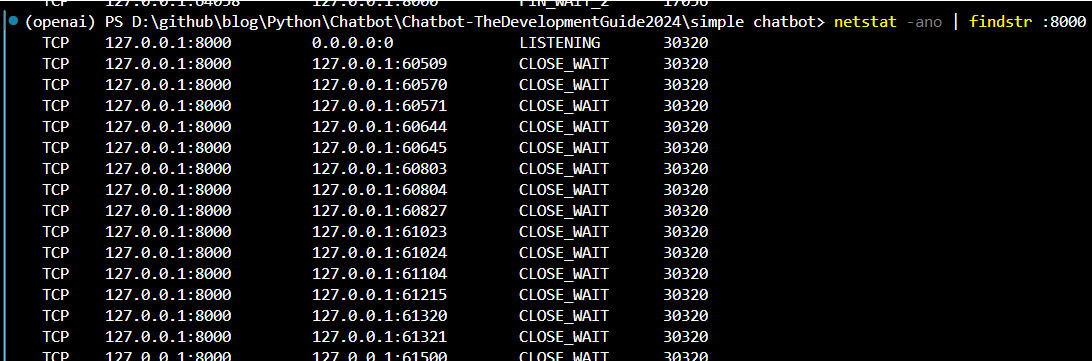 TCP 127.0.0.1:64058 127.0.0.1:8000 FIN_WAIT_2 17056
(openai) PS D:\github\blog\Python\Chatbot\Chatbot-TheDevelopmentGuide2024\simple chatbot> netstat -ano | findstr :8000
TCP 127.0.0.1:8000 0.0.0.0:0 LISTENING 30320
TCP 127.0.0.1:8000 127.0.0.1:60509 CLOSE_WAIT 30320
TCP 127.0.0.1:8000 127.0.0.1:60570 CLOSE_WAIT 30320
TCP 127.0.0.1:8000 127.0.0.1:60571 CLOSE_WAIT 30320
TCP 127.0.0.1:8000 127.0.0.1:60644 CLOSE_WAIT 30320
TCP 127.0.0.1:8000 127.0.0.1:60645 CLOSE_WAIT 30320
TCP 127.0.0.1:8000 127.0.0.1:60803 CLOSE_WAIT 30320
TCP 127.0.0.1:8000 127.0.0.1:60804 CLOSE_WAIT 30320
TCP 127.0.0.1:8000 127.0.0.1:60827 CLOSE_WAIT 30320
TCP 127.0.0.1:8000 127.0.0.1:61023 CLOSE_WAIT 30320
TCP 127.0.0.1:8000 127.0.0.1:61024 CLOSE_WAIT 30320
TCP 127.0.0.1:8000 127.0.0.1:61104 CLOSE_WAIT 30320
TCP 127.0.0.1:8000 127.0.0.1:61215 CLOSE_WAIT 30320
TCP 127.0.0.1:8000 127.0.0.1:61320 CLOSE_WAIT 30320
TCP 127.0.0.1:8000 127.0.0.1:61321 CLOSE_WAIT 30320
TCP 127.0.0.1:8000 127.0.0.1:61500 CLOSE_WAIT 30320